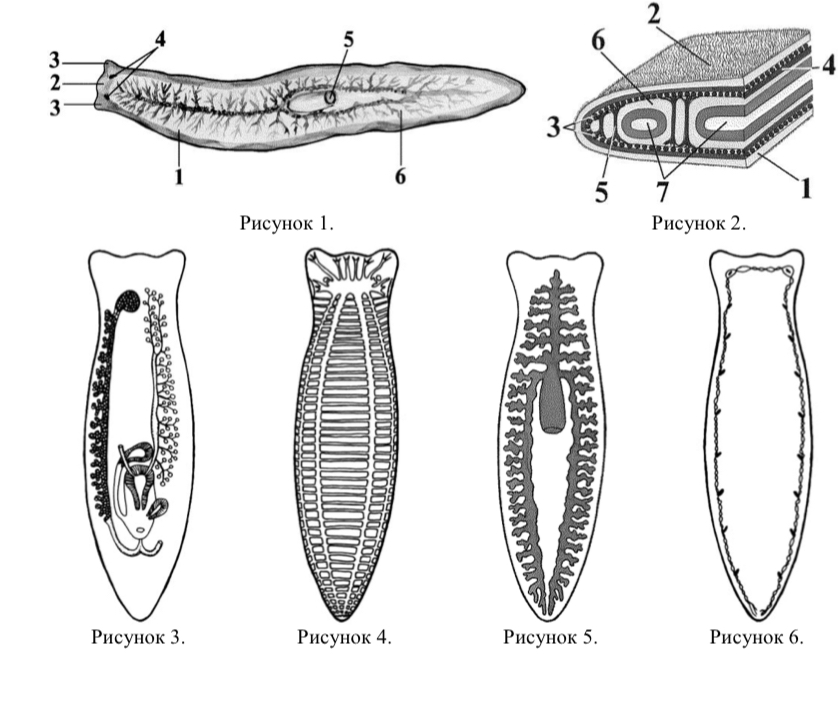 3
2
3
4
5
1
6
Рисунок 1.
2
6
4
3
5
7
1
Рисунок 2.
Рисунок 3.
Рисунок 4.
Рисунок 5.
Рисунок 6.